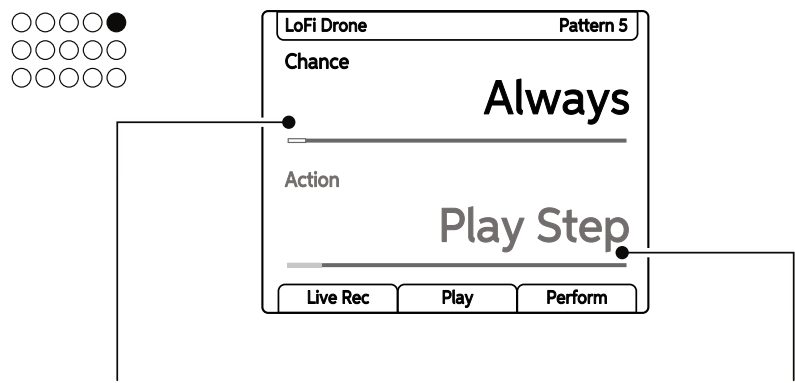 LoFi Drone Pattern 5
Chance
Always
Action
Play Step
Live Rec Play Perform